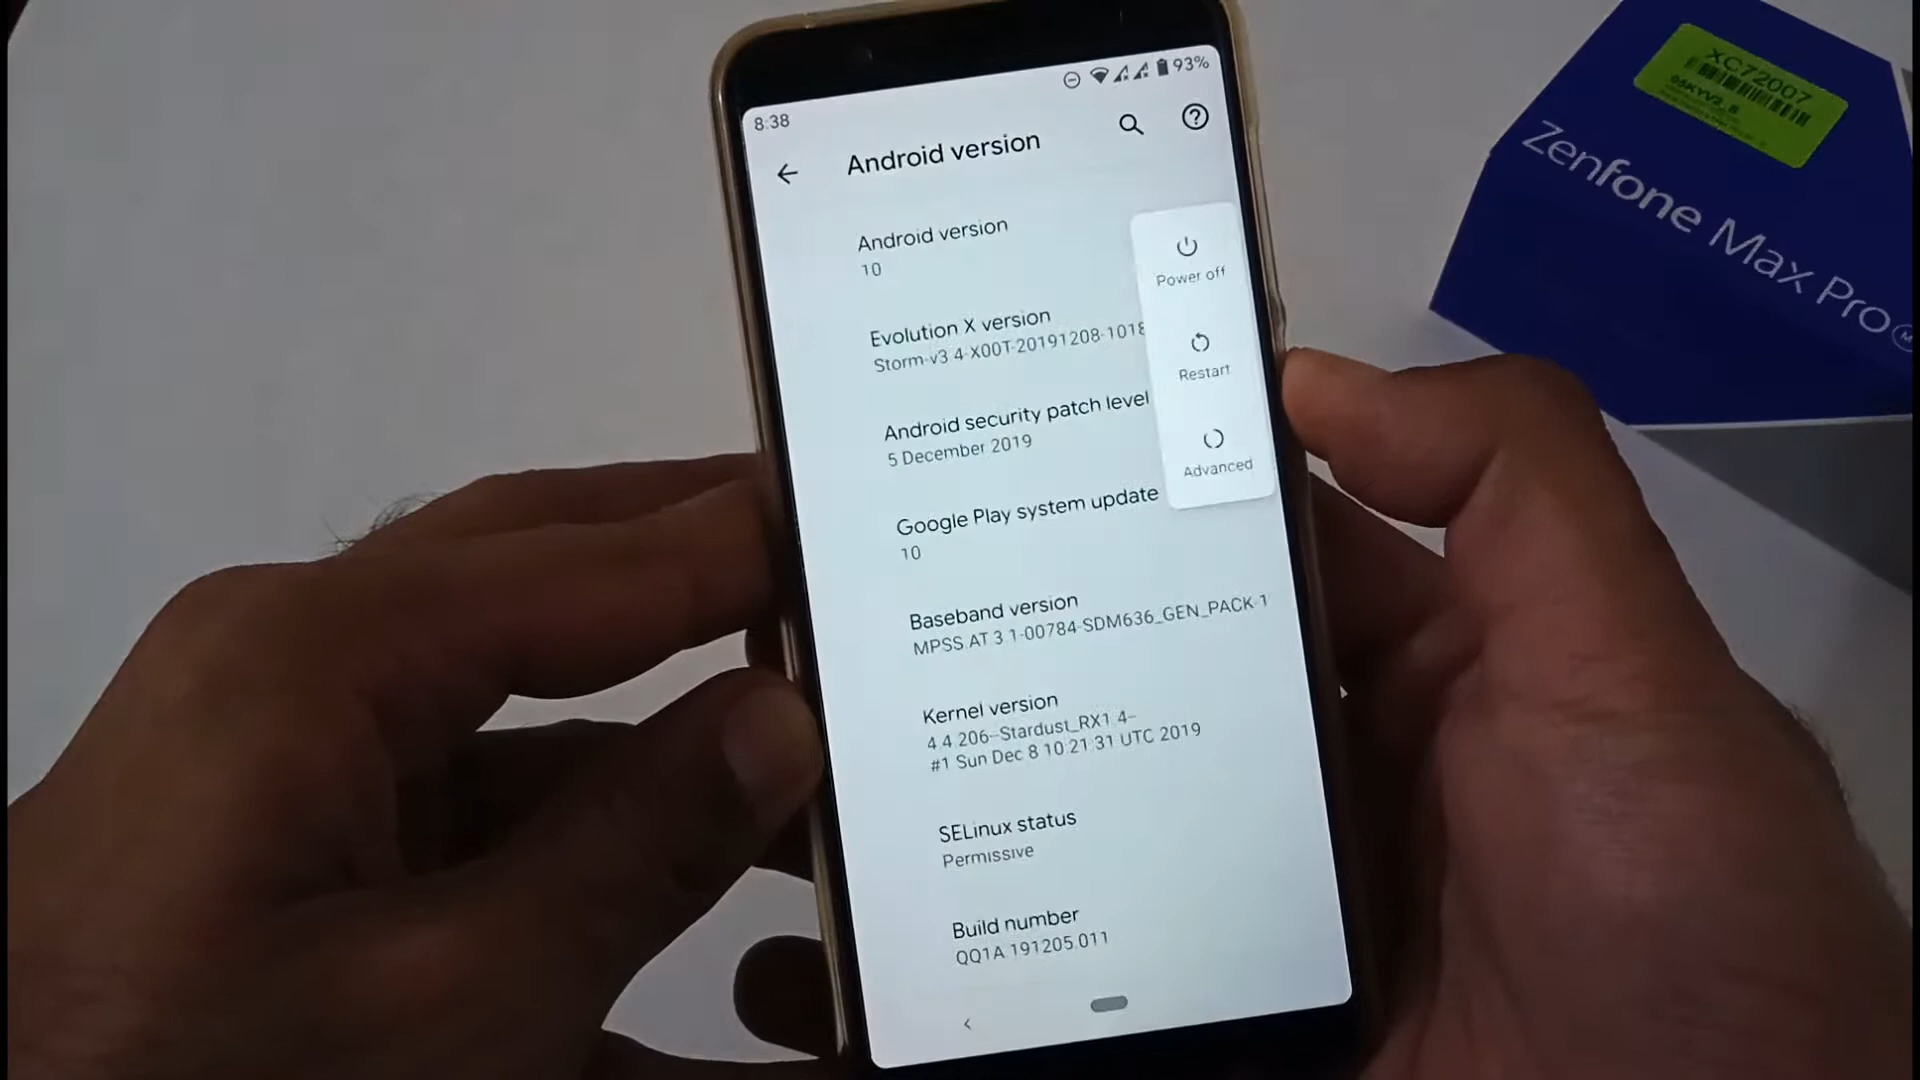 93%
8:38
Android version
Android version
10
Evolution X version
Storm-v3.4-X00T-20191208-1018
Android security patch level
5 December 2019
Google Play system update
10
Baseband version
MPSS.AT.3.1-00784-SDM636_GEN_PACK-1
Kernel version
4.4.206--Stardust_RX1.4--
#1 Sun Dec 8 10:21:31 UTC 2019
SELinux status
Permissive
Build number
QQ1A.191205.011
Power off
Restart
Advanced
XC72007
Zenfone Max Pro
M